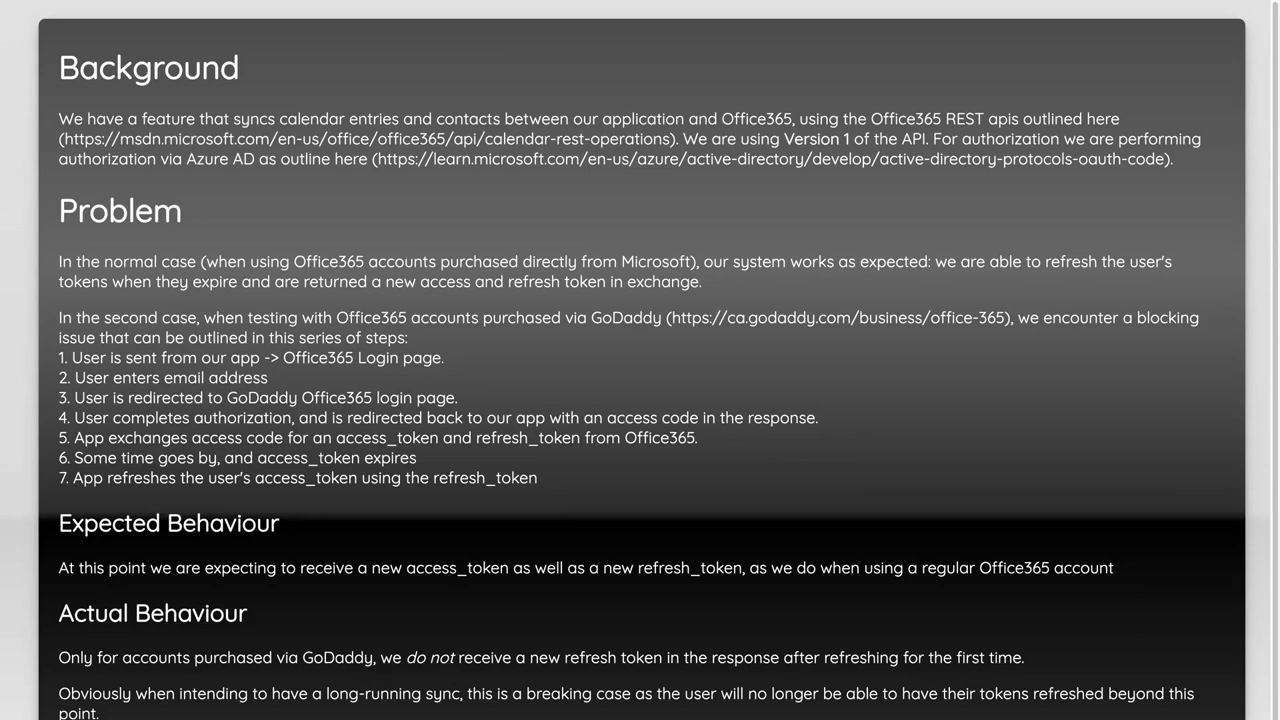 Background
We have a feature that syncs calendar entries and contacts between our application and Office365, using the Office365 REST apis outlined here
(https://msdn.microsoft.com/en-us/office/office365/api/calendar-rest-operations). We are using Version 1 of the API. For authorization we are performing
authorization via Azure AD as outline here (https://learn.microsoft.com/en-us/azure/active-directory/develop/active-directory-protocols-oauth-code).
Problem
In the normal case (when using Office365 accounts purchased directly from Microsoft), our system works as expected: we are able to refresh the user's
tokens when they expire and are returned a new access and refresh token in exchange.
In the second case, when testing with Office365 accounts purchased via GoDaddy (https://ca.godaddy.com/business/office-365), we encounter a blocking
issue that can be outlined in this series of steps:
1. User is sent from our app -> Office365 Login page.
2. User enters email address
3. User is redirected to GoDaddy Office365 login page.
4. User completes authorization, and is redirected back to our app with an access code in the response.
5. App exchanges access code for an access_token and refresh_token from Office365.
6. Some time goes by, and access_token expires
7. App refreshes the user's access_token using the refresh_token
Expected Behaviour
At this point we are expecting to receive a new access_token as well as a new refresh_token, as we do when using a regular Office365 account
Actual Behaviour
Only for accounts purchased via GoDaddy, we do not receive a new refresh token in the response after refreshing for the first time.
Obviously when intending to have a long-running sync, this is a breaking case as the user will no longer be able to have their tokens refreshed beyond this
point.